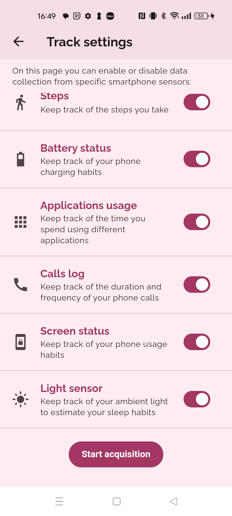 16:49
56
Track settings
On this page you can enable or disable data
collection from specific smartphone sensors:
Steps
Keep track of the steps you take
Battery status
Keep track of your phone
charging habits
Applications usage
Keep track of the time you
spend using different
applications
Calls log
Keep track of the duration and
frequency of your phone calls
Screen status
Keep track of your phone usage
habits
Light sensor
Keep track of your ambient light
to estimate your sleep habits
Start acquisition